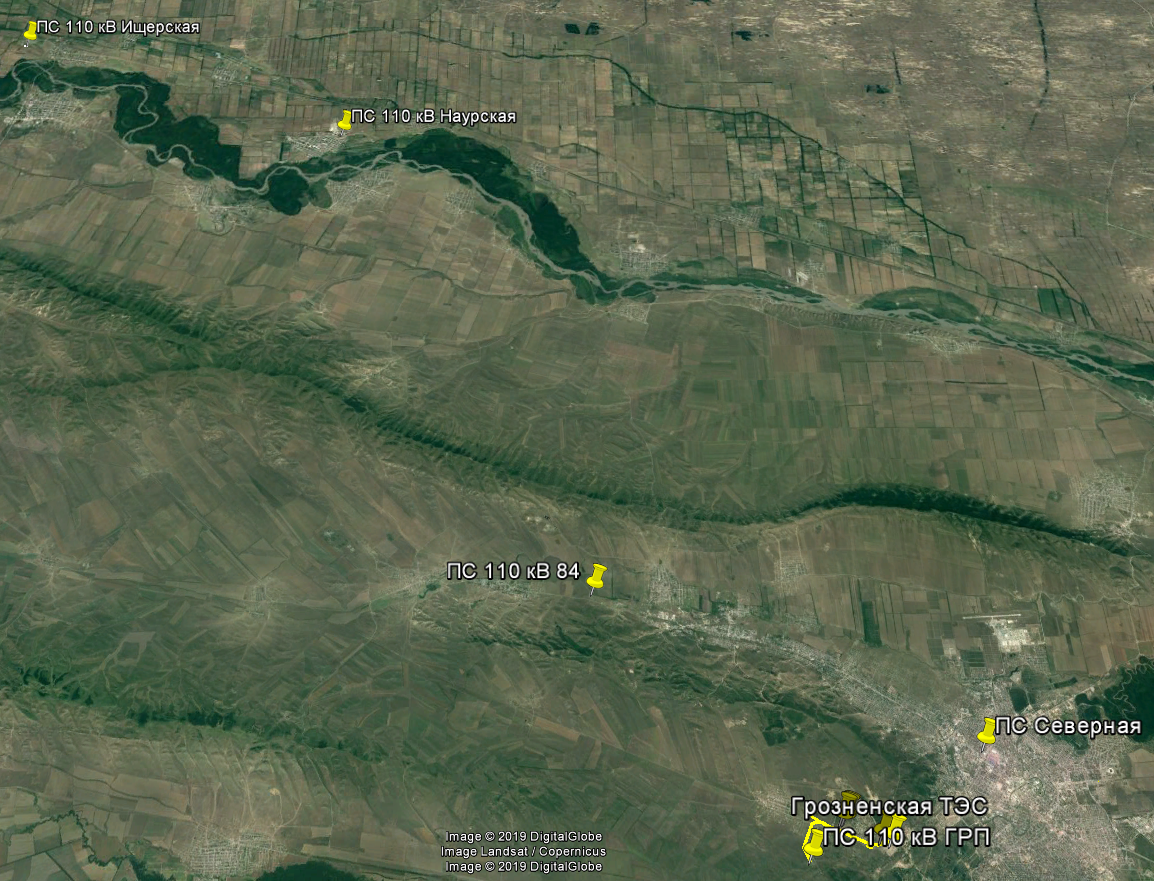 ПС 110 кВ Ищерская
ПС 110 кВ Наурская
ПС 110 кВ 84
ПС Северная
Грозненская ТЭС
ПС 110 кВ ГРП
Image © 2019 DigitalGlobe
Image Landsat / Copernicus
Image © 2019 DigitalGlobe